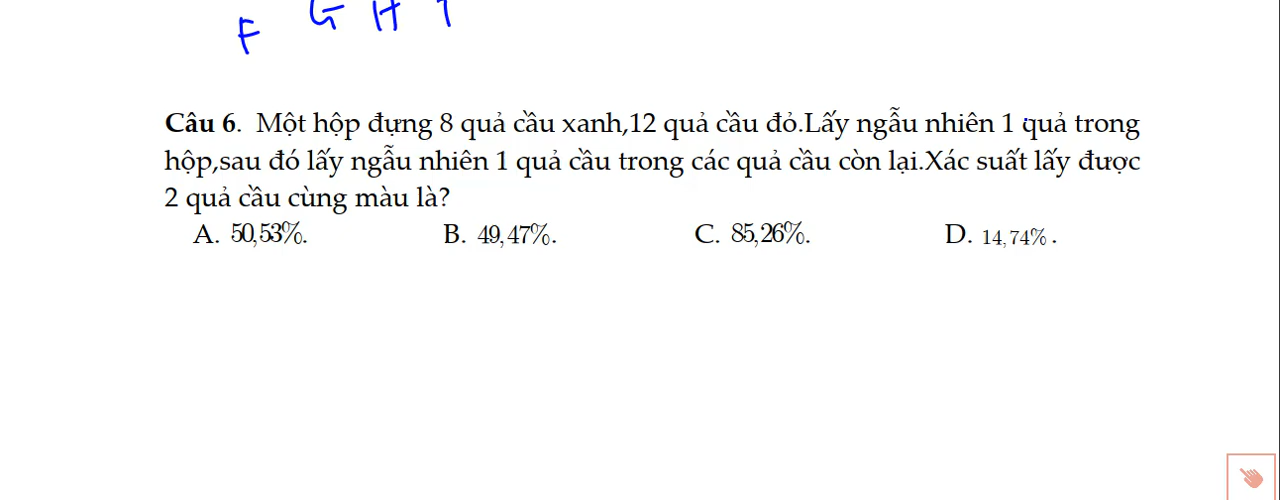 F G H I
Câu 6. Một hộp đựng 8 quả cầu xanh,12 quả cầu đỏ.Lấy ngẫu nhiên 1 quả trong
hộp,sau đó lấy ngẫu nhiên 1 quả cầu trong các quả cầu còn lại.Xác suất lấy được
2 quả cầu cùng màu là?
A. 50,53%. B. 49,47%. C. 85,26%. D. 14,74%.